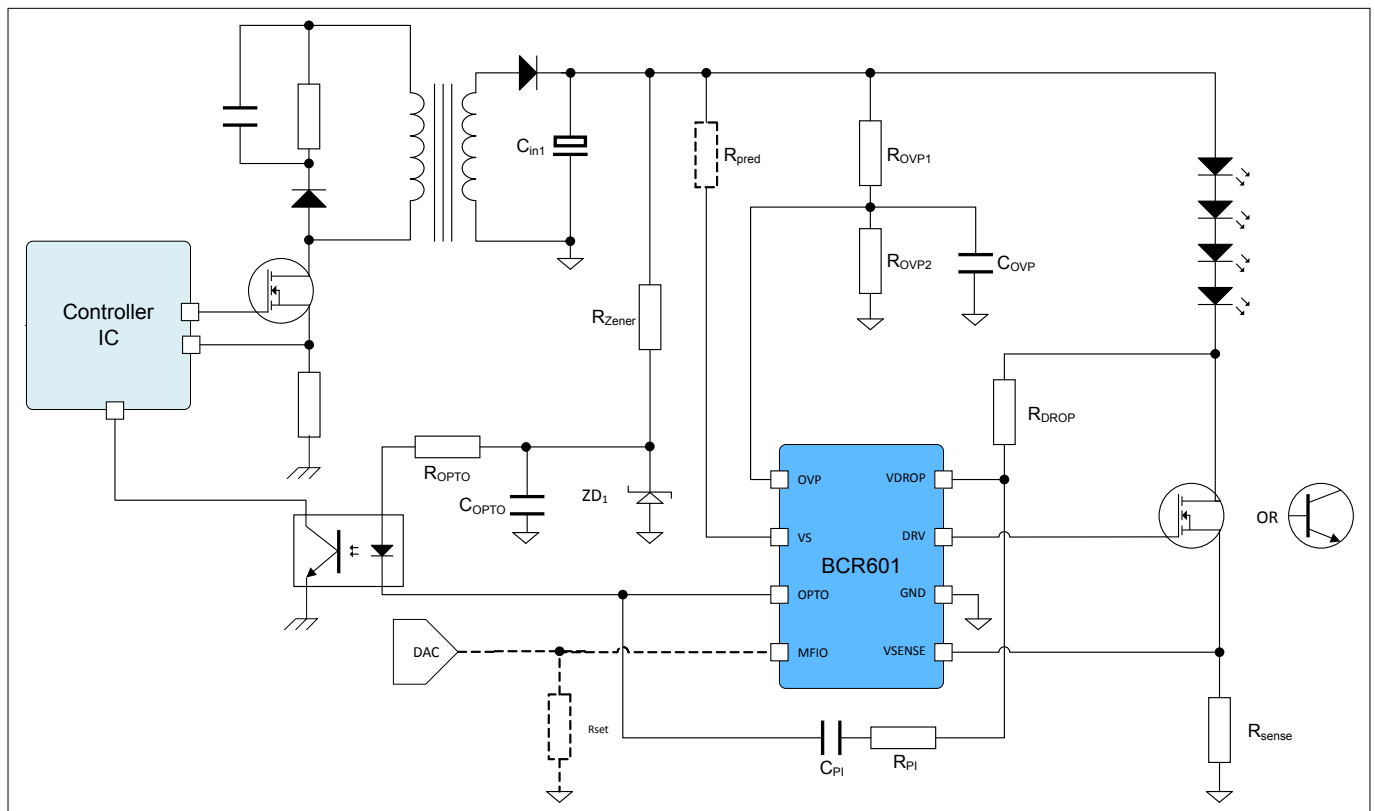 Cin1
Rpred
ROVP1
ROVP2
COVP
Controller
IC
RZener
RDROP
ROPTO
COPTO
ZD1
OVP
VDROP
OR
VS
DRV
BCR601
OPTO
GND
DAC
MFIO
VSENSE
Rset
CPI
RPI
Rsense